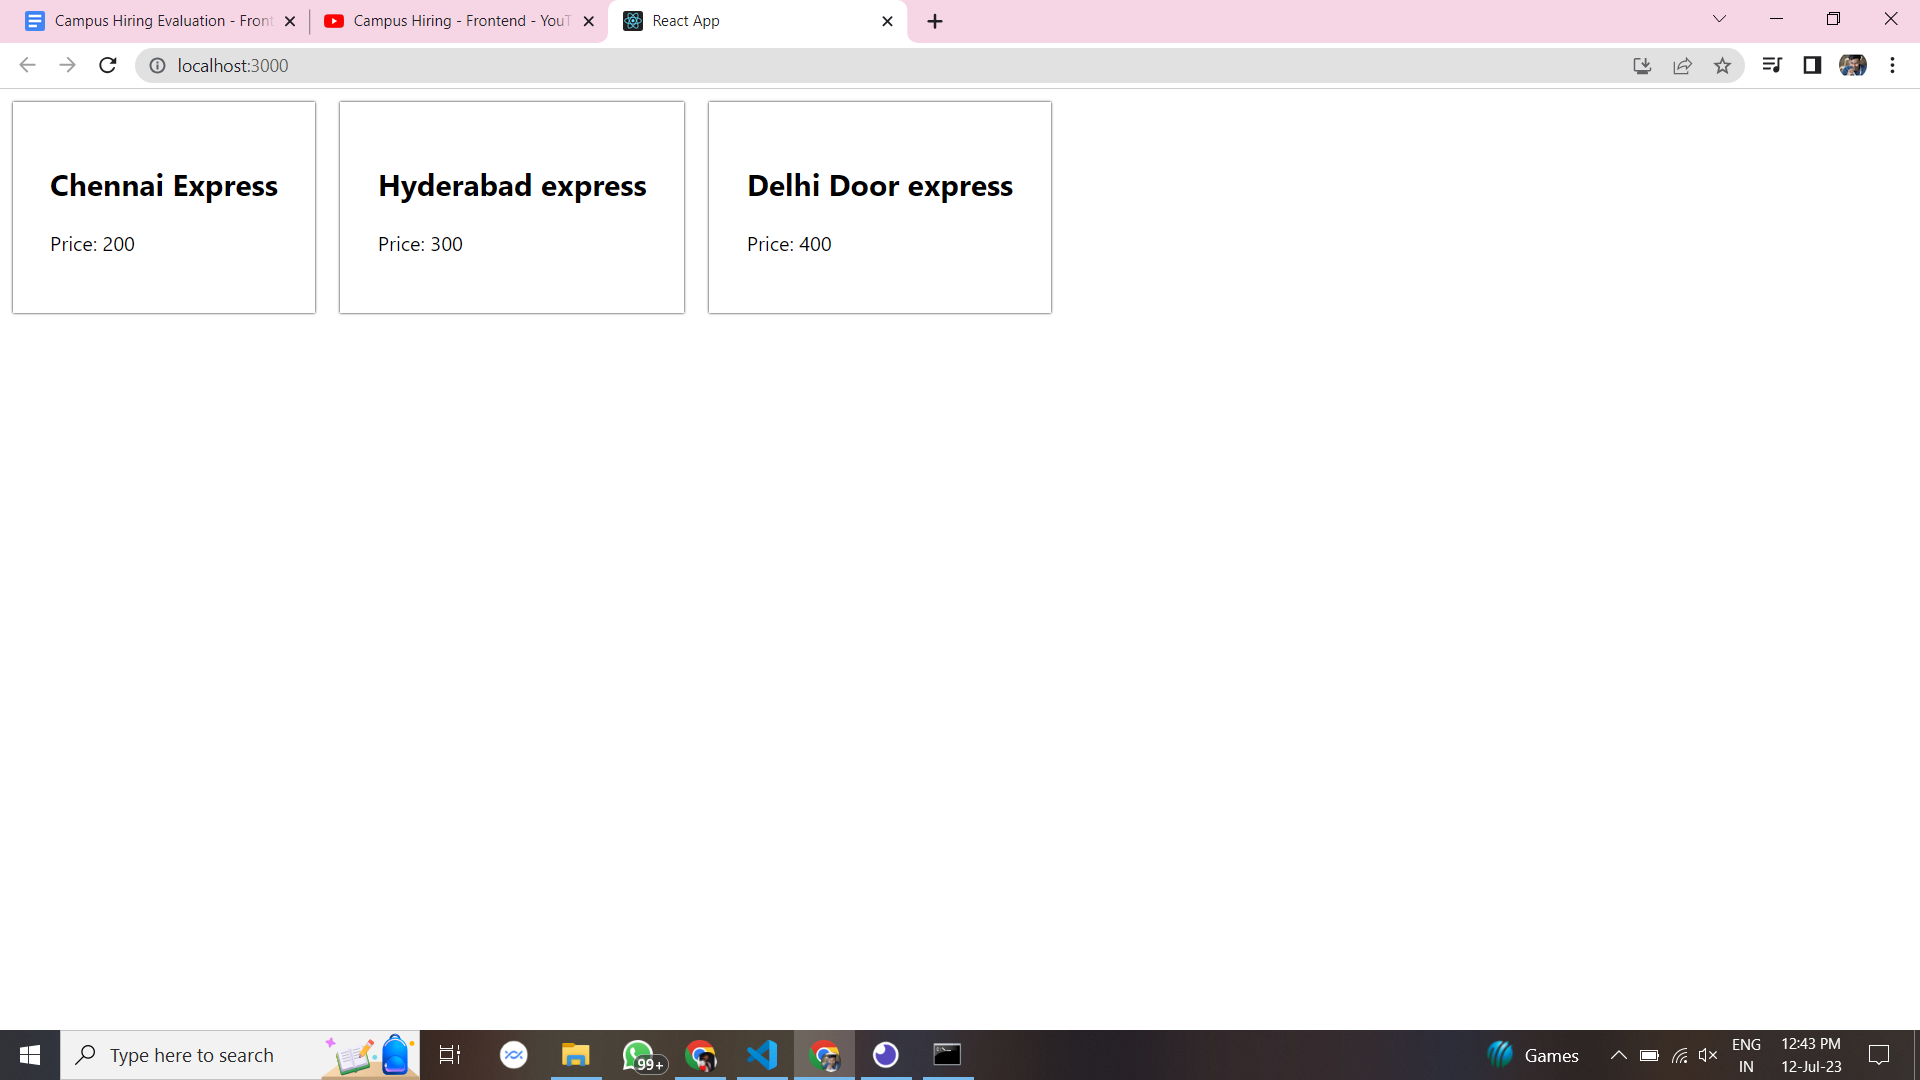 Campus Hiring Evaluation - Front
Campus Hiring - Frontend - YouT
React App
localhost:3000
Chennai Express
Price: 200
Hyderabad express
Price: 300
Delhi Door express
Price: 400
Type here to search
99+
Games
ENG
IN
12:43 PM
12-Jul-23